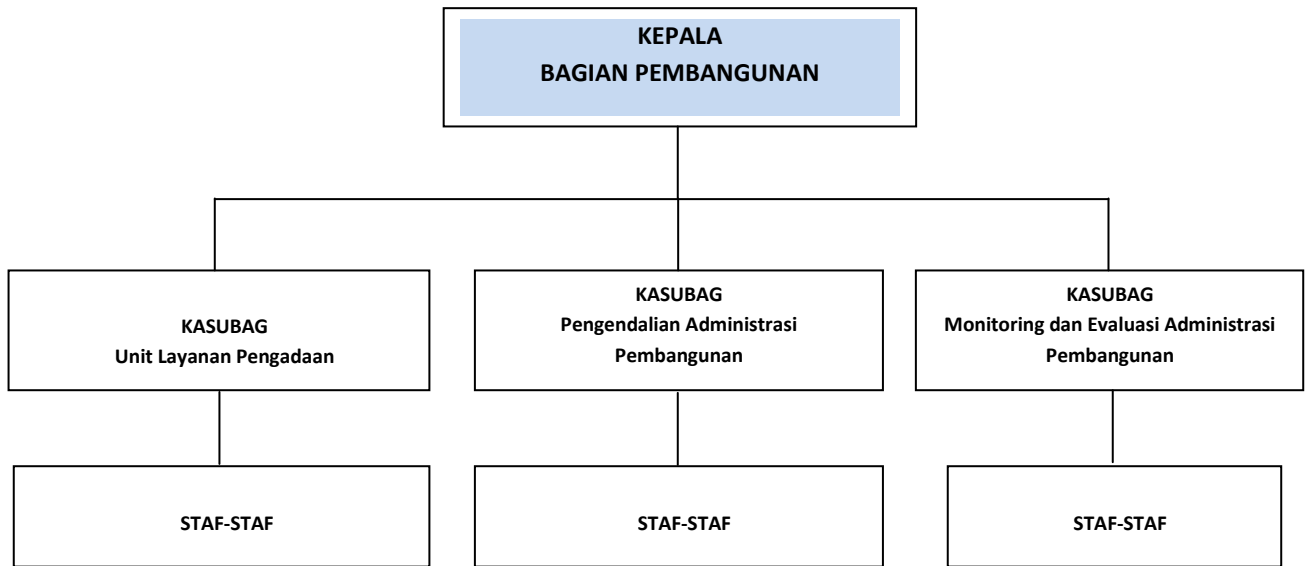 KEPALA
BAGIAN PEMBANGUNAN
KASUBAG
Unit Layanan Pengadaan
KASUBAG
Pengendalian Administrasi
Pembangunan
KASUBAG
Monitoring dan Evaluasi Administrasi
Pembangunan
STAF-STAF
STAF-STAF
STAF-STAF